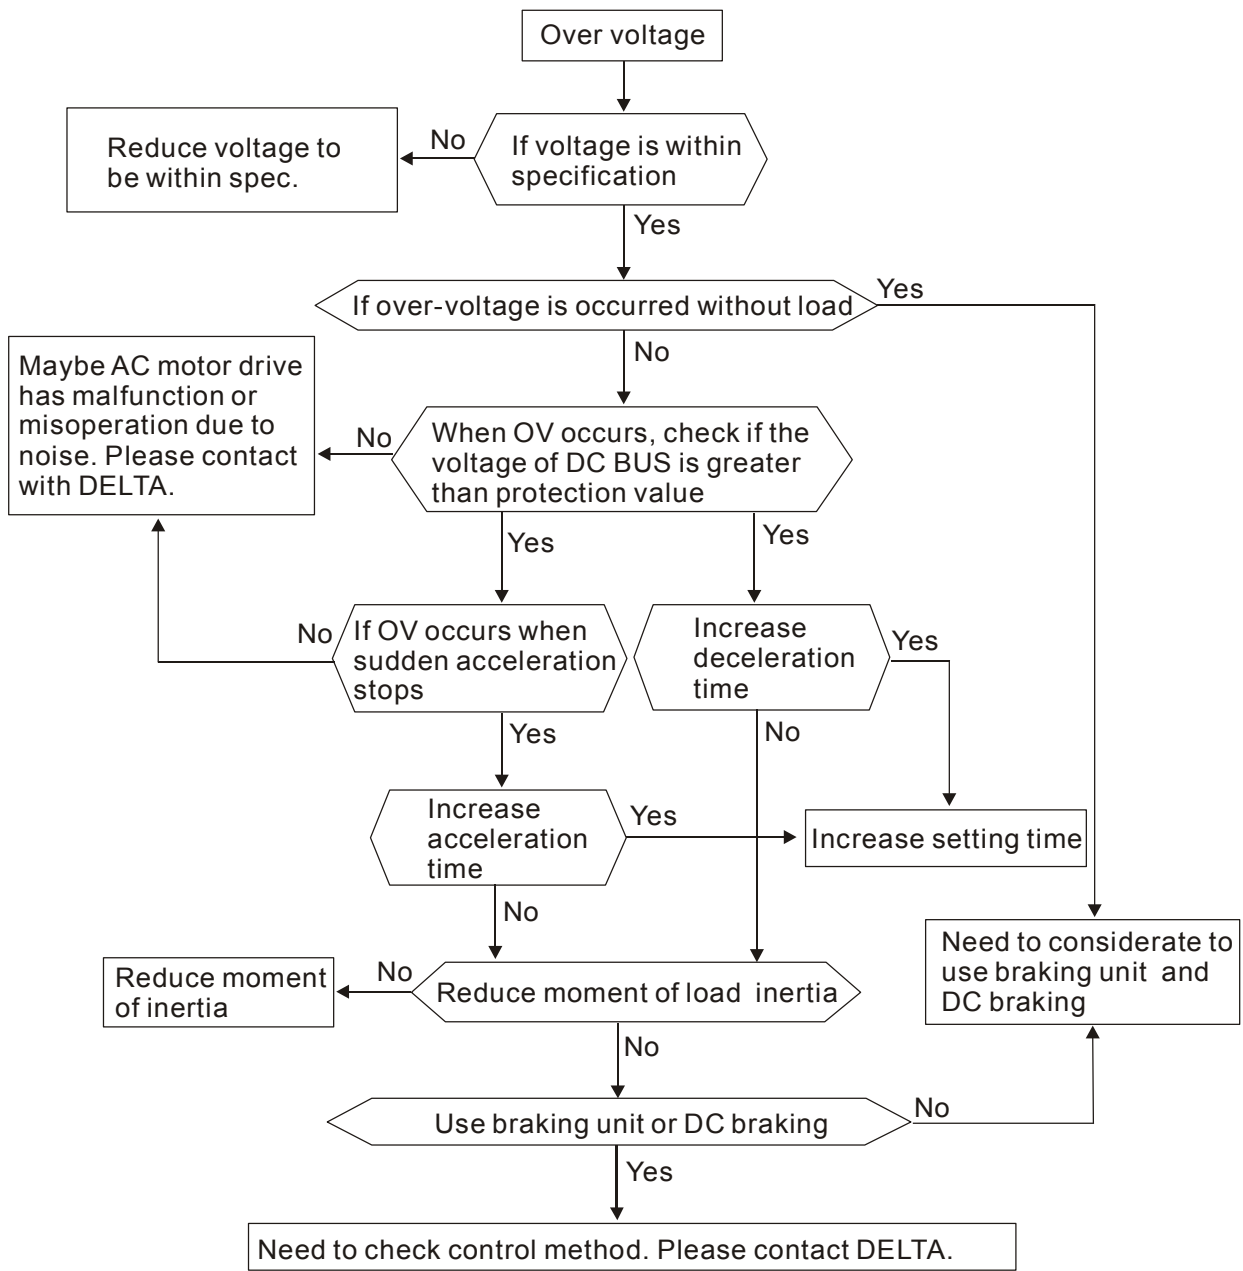 Over voltage
If voltage is within
specification
No
Reduce voltage to
be within spec.
Yes
If over-voltage is occurred without load
Yes
No
When OV occurs, check if the
voltage of DC BUS is greater
than protection value
No
Maybe AC motor drive
has malfunction or
misoperation due to
noise. Please contact
with DELTA.
Yes
Yes
If OV occurs when
sudden acceleration
stops
No
Increase
deceleration
time
Yes
Yes
No
Increase
acceleration
time
Yes
Increase setting time
No
Need to considerate to
use braking unit and
DC braking
Reduce moment of load inertia
No
Reduce moment
of inertia
No
Use braking unit or DC braking
No
Yes
Need to check control method. Please contact DELTA.